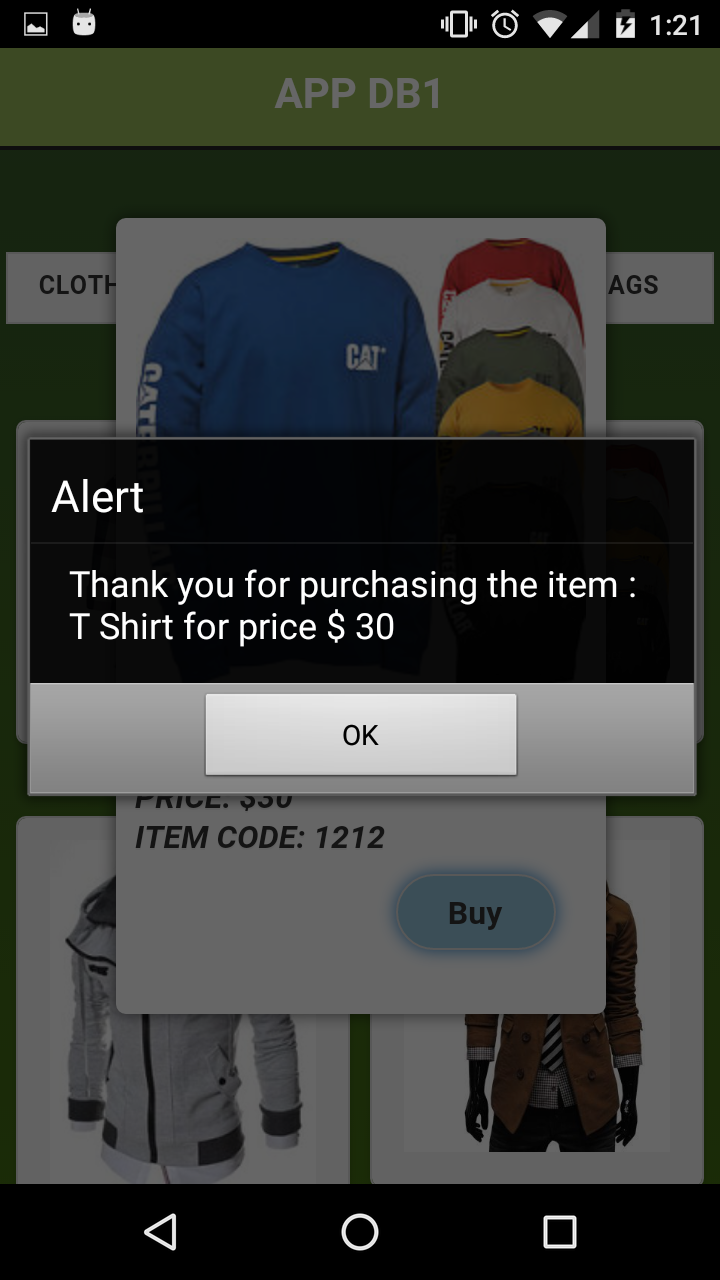 1:21
APP DB1
CLOTH
AGS
CAT
Alert
Thank you for purchasing the item :
T Shirt for price $ 30
OK
PRICE: $30
ITEM CODE: 1212
Buy